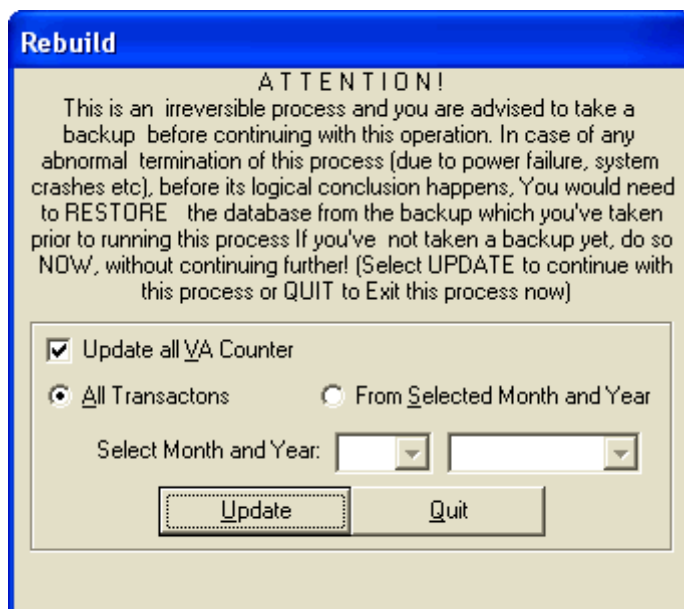 Rebuild
A T T E N T I O N !
This is an irreversible process and you are advised to take a
backup before continuing with this operation. In case of any
abnormal termination of this process (due to power failure, system
crashes etc), before its logical conclusion happens, You would need
to RESTORE the database from the backup which you've taken
prior to running this process If you've not taken a backup yet, do so
NOW, without continuing further! (Select UPDATE to continue with
this process or QUIT to Exit this process now)
Update all VA Counter
All Transactons
From Selected Month and Year
Select Month and Year:
Update
Quit